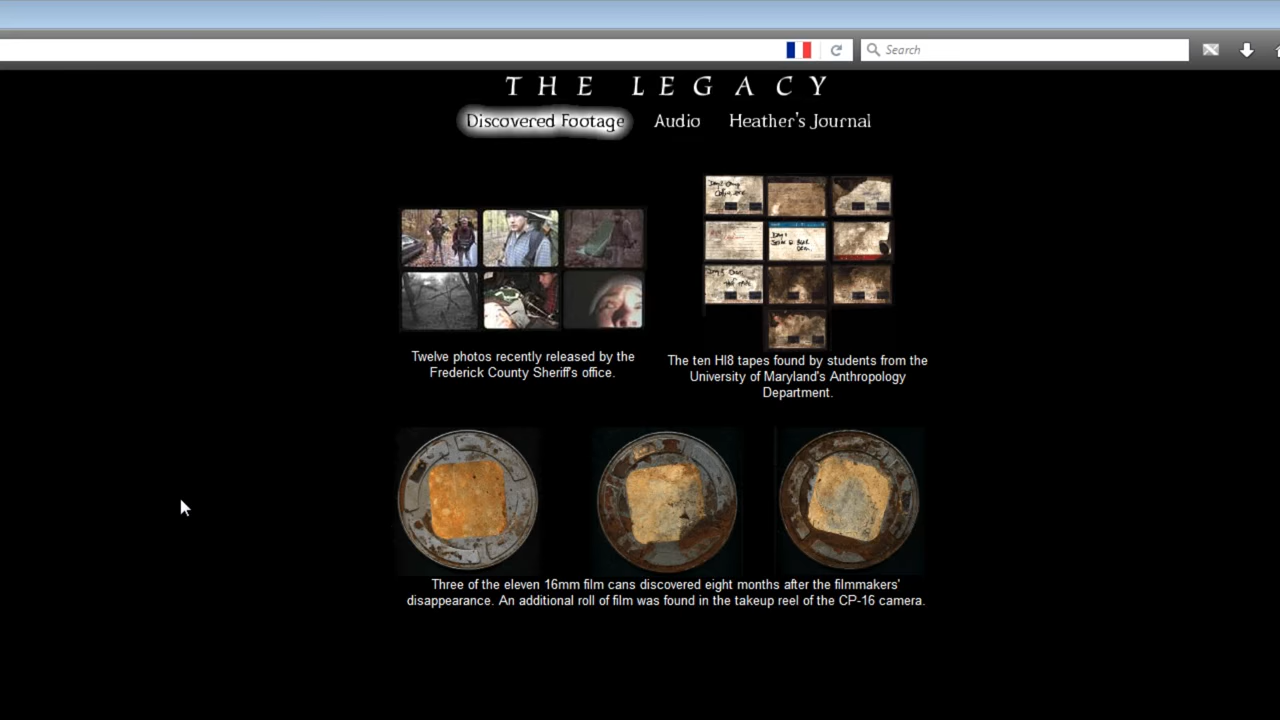 Search
THE LEGACY
Discovered Footage
Audio
Heather's Journal
Twelve photos recently released by the
Frederick County Sheriff's office.
The ten HI8 tapes found by students from the
University of Maryland's Anthropology
Department.
Three of the eleven 16mm film cans discovered eight months after the filmmakers'
disappearance. An additional roll of film was found in the takeup reel of the CP-16 camera.